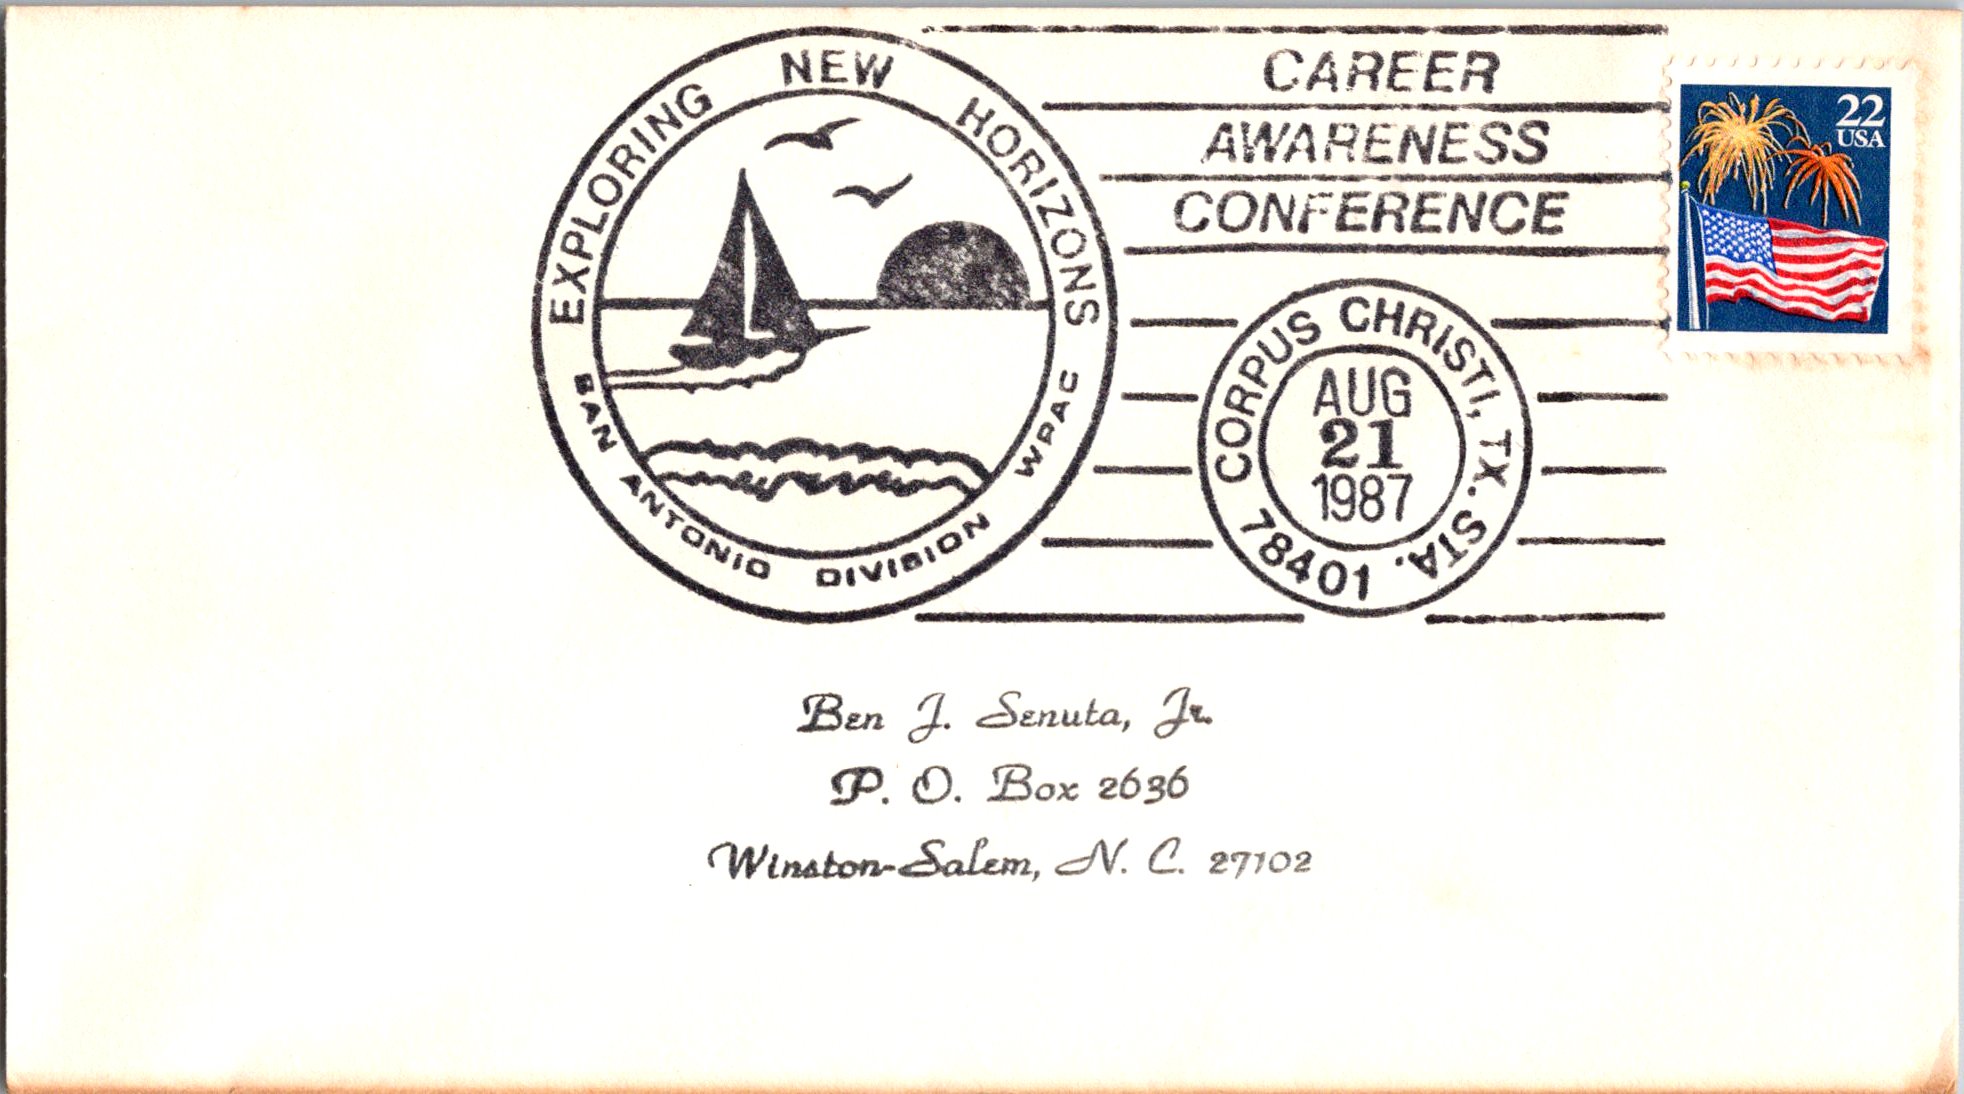 EXPLORING NEW HORIZONS
SAN ANTONIO DIVISION WPAC
CAREER
AWARENESS
CONFERENCE
CORPUS CHRISTI, TX. STA.
78401
AUG
21
1987
22
USA
Ben J. Senuta, Jr.
P. O. Box 2636
Winston-Salem, N. C. 27102